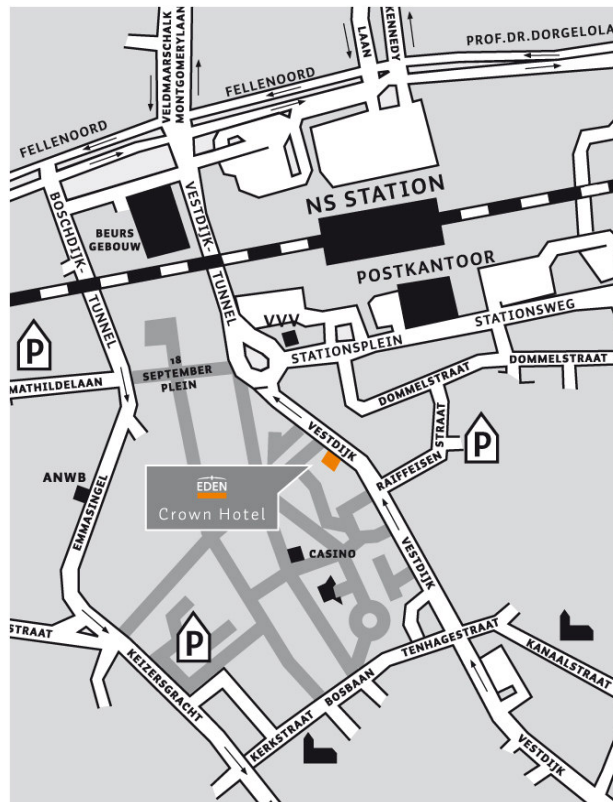 VELDMAARSCHALK
MONTGOMERYLAAN
LAAN
KENNEDY
PROF.DR.DORGELOLA
FELLENOORD
FELLENOORD
BOSCHDIJK-
TUNNEL
BEURS
GEBOUW
VESTDIJK-
TUNNEL
NS STATION
POSTKANTOOR
VVV
STATIONSPLEIN
STATIONSWEG
P
MATHILDELAAN
18
SEPTEMBER
PLEIN
DOMMELSTRAAT
DOMMELSTRAAT
VESTDIJK
RAIFFEISEN
STRAAT
P
ANWB
EMMASINGEL
EDEN
Crown Hotel
CASINO
VESTDIJK
STRAAT
P
KEIZERSGRACHT
KERKSTRAAT
BOSBAAN
TENHAGESTRAAT
KANAALSTRAAT
VESTDIJK